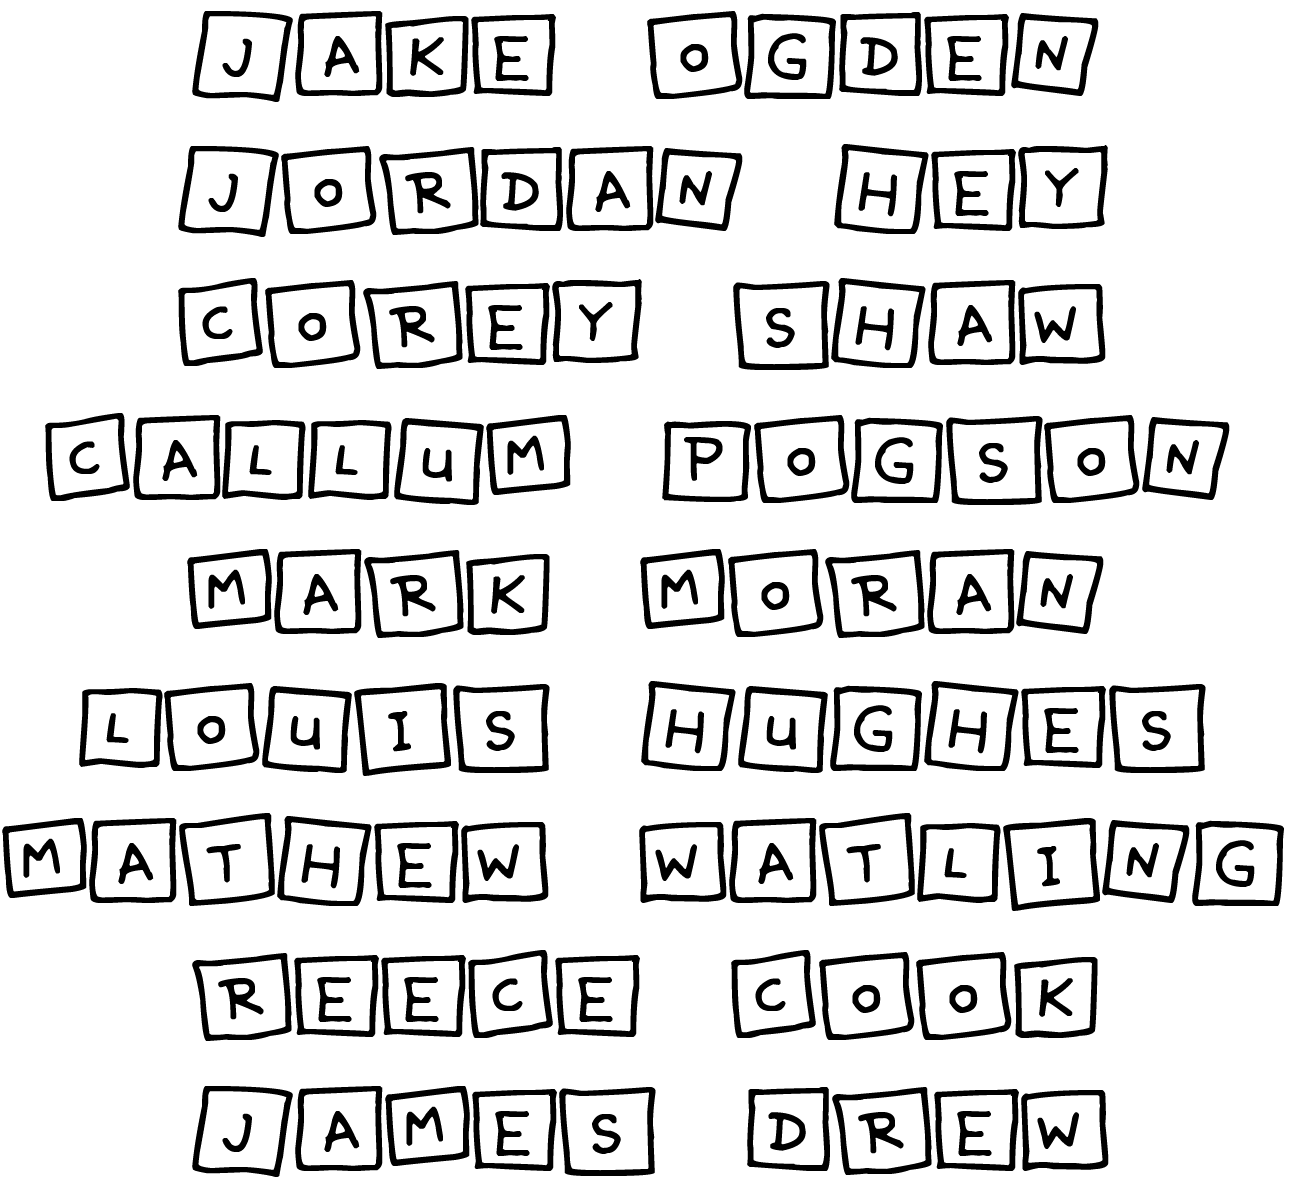 JAKE OGDEN
JORDAN HEY
COREY SHAW
CALLUM POGSON
MARK MORAN
LOUIS HUGHES
MATHEW WATLING
REECE COOK
JAMES DREW